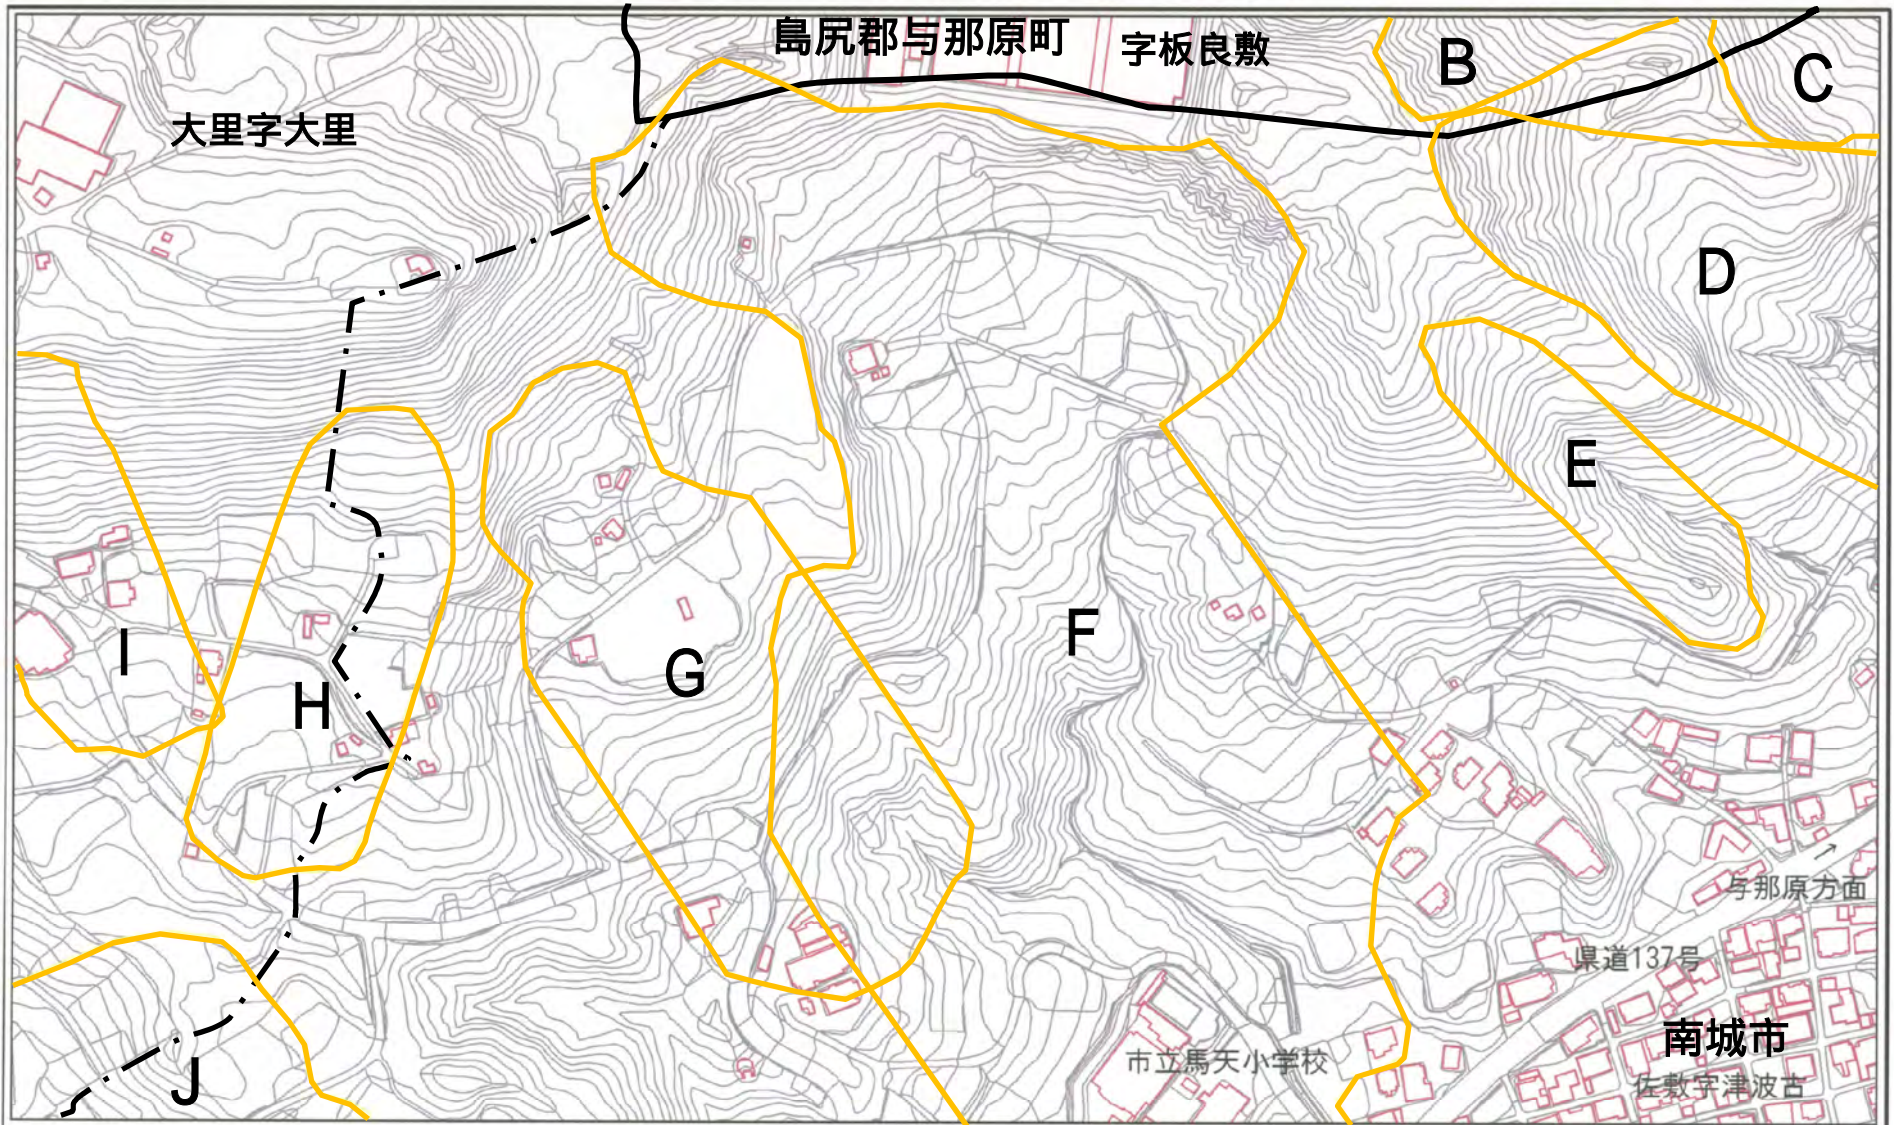 島尻郡与那原町
字板良敷
B
C
大里字大里
D
E
F
I
G
H
与那原方面
県道137号
南城市
市立馬天小学校
J
佐敷字津波古